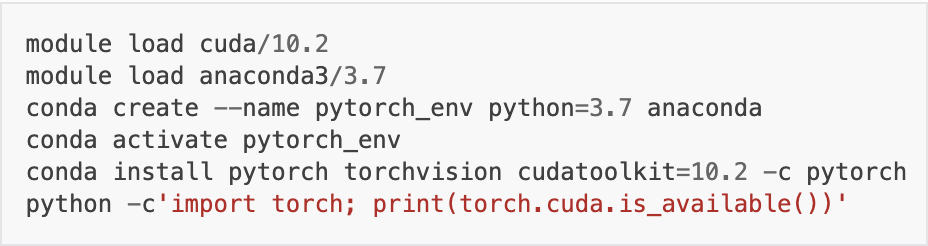 module load cuda/10.2
module load anaconda3/3.7
conda create --name pytorch_env python=3.7 anaconda
conda activate pytorch_env
conda install pytorch torchvision cudatoolkit=10.2 -c pytorch
python -c'import torch; print(torch.cuda.is_available())'